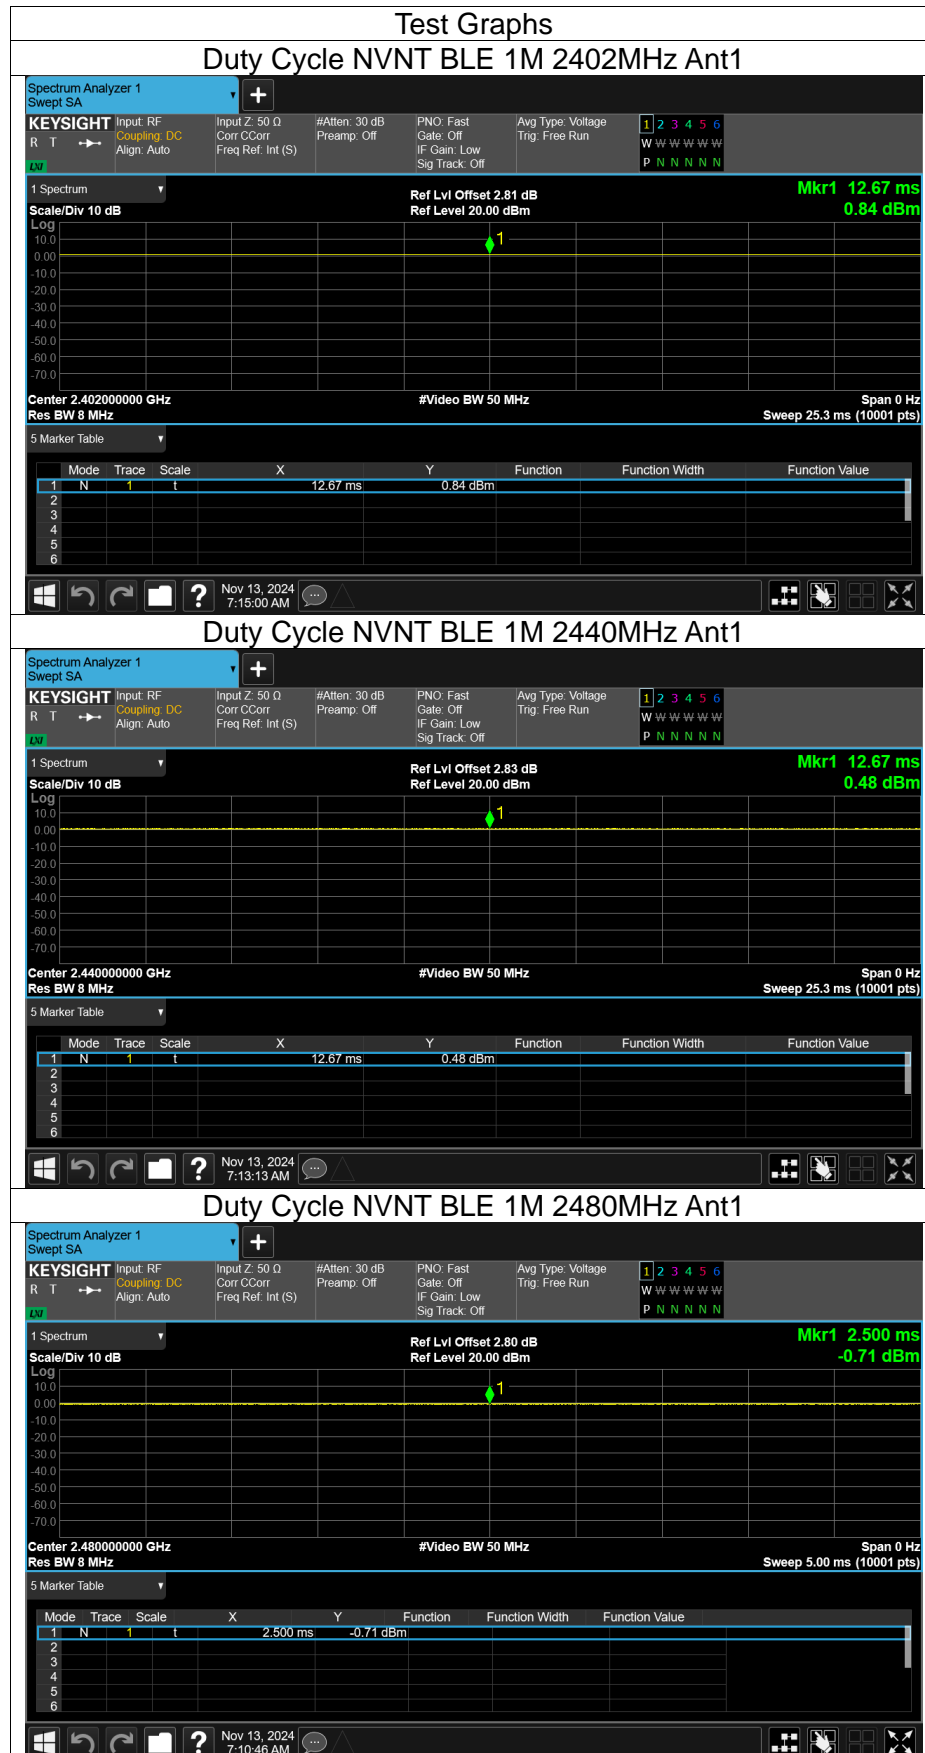 Test Graphs
Duty Cycle NVNT BLE 1M 2402MHz Ant1
Spectrum Analyzer 1
Swept SA
+
KEYSIGHT Input: RF Input Z: 50 Ω #Atten: 30 dB PNO: Fast Avg Type: Voltage 1 2 3 4 5 6
R T Coupling: DC Corr CCorr Preamp: Off Gate: Off Trig: Free Run W W W W W W
Align: Auto Freq Ref: Int (S) IF Gain: Low P N N N N N
LXI Sig Track: Off
1 Spectrum Ref Lvl Offset 2.81 dB Mkr1 12.67 ms
Scale/Div 10 dB Ref Level 20.00 dBm 0.84 dBm
Log
10.0 1
0.00
-10.0
-20.0
-30.0
-40.0
-50.0
-60.0
-70.0
Center 2.402000000 GHz #Video BW 50 MHz Span 0 Hz
Res BW 8 MHz Sweep 25.3 ms (10001 pts)
5 Marker Table
Mode Trace Scale X Y Function Function Width Function Value
1 N 1 t 12.67 ms 0.84 dBm
2
3
4
5
6
? Nov 13, 2024
7:15:00 AM
Duty Cycle NVNT BLE 1M 2440MHz Ant1
Spectrum Analyzer 1
Swept SA
+
KEYSIGHT Input: RF Input Z: 50 Ω #Atten: 30 dB PNO: Fast Avg Type: Voltage 1 2 3 4 5 6
R T Coupling: DC Corr CCorr Preamp: Off Gate: Off Trig: Free Run W W W W W W
Align: Auto Freq Ref: Int (S) IF Gain: Low P N N N N N
LXI Sig Track: Off
1 Spectrum Ref Lvl Offset 2.83 dB Mkr1 12.67 ms
Scale/Div 10 dB Ref Level 20.00 dBm 0.48 dBm
Log
10.0 1
0.00
-10.0
-20.0
-30.0
-40.0
-50.0
-60.0
-70.0
Center 2.440000000 GHz #Video BW 50 MHz Span 0 Hz
Res BW 8 MHz Sweep 25.3 ms (10001 pts)
5 Marker Table
Mode Trace Scale X Y Function Function Width Function Value
1 N 1 t 12.67 ms 0.48 dBm
2
3
4
5
6
? Nov 13, 2024
7:13:13 AM
Duty Cycle NVNT BLE 1M 2480MHz Ant1
Spectrum Analyzer 1
Swept SA
+
KEYSIGHT Input: RF Input Z: 50 Ω #Atten: 30 dB PNO: Fast Avg Type: Voltage 1 2 3 4 5 6
R T Coupling: DC Corr CCorr Preamp: Off Gate: Off Trig: Free Run W W W W W W
Align: Auto Freq Ref: Int (S) IF Gain: Low P N N N N N
LXI Sig Track: Off
1 Spectrum Ref Lvl Offset 2.80 dB Mkr1 2.500 ms
Scale/Div 10 dB Ref Level 20.00 dBm -0.71 dBm
Log
10.0 1
0.00
-10.0
-20.0
-30.0
-40.0
-50.0
-60.0
-70.0
Center 2.480000000 GHz #Video BW 50 MHz Span 0 Hz
Res BW 8 MHz Sweep 5.00 ms (10001 pts)
5 Marker Table
Mode Trace Scale X Y Function Function Width Function Value
1 N 1 t 2.500 ms -0.71 dBm
2
3
4
5
6
? Nov 13, 2024
7:10:46 AM